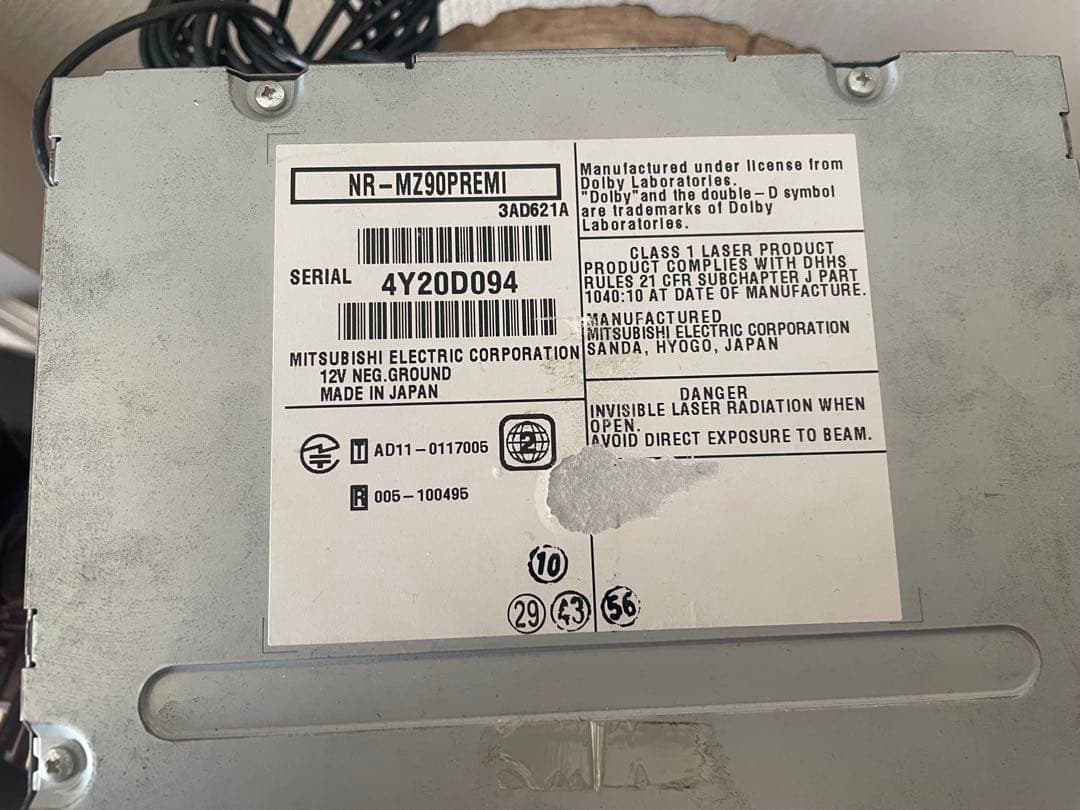 NR-MZ90PREMI
3AD621A
SERIAL 4Y20D094
MITSUBISHI ELECTRIC CORPORATION
12V NEG.GROUND
MADE IN JAPAN
T AD11-0117005
2
R 005-100495
Manufactured under license from
Dolby Laboratories.
"Dolby"and the double-D symbol
are trademarks of Dolby
Laboratories.
CLASS 1 LASER PRODUCT
PRODUCT COMPLIES WITH DHHS
RULES 21 CFR SUBCHAPTER J PART
1040:10 AT DATE OF MANUFACTURE.
MANUFACTURED
MITSUBISHI ELECTRIC CORPORATION
SANDA, HYOGO, JAPAN
DANGER
INVISIBLE LASER RADIATION WHEN
OPEN.
AVOID DIRECT EXPOSURE TO BEAM.
10
29 43 56